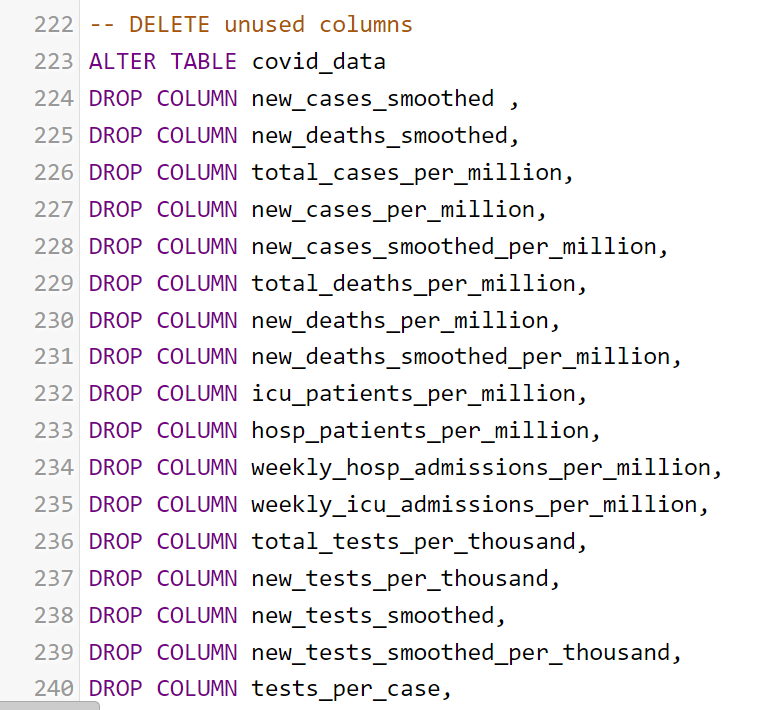 222 -- DELETE unused columns
223 ALTER TABLE covid_data
224 DROP COLUMN new_cases_smoothed ,
225 DROP COLUMN new_deaths_smoothed,
226 DROP COLUMN total_cases_per_million,
227 DROP COLUMN new_cases_per_million,
228 DROP COLUMN new_cases_smoothed_per_million,
229 DROP COLUMN total_deaths_per_million,
230 DROP COLUMN new_deaths_per_million,
231 DROP COLUMN new_deaths_smoothed_per_million,
232 DROP COLUMN icu_patients_per_million,
233 DROP COLUMN hosp_patients_per_million,
234 DROP COLUMN weekly_hosp_admissions_per_million,
235 DROP COLUMN weekly_icu_admissions_per_million,
236 DROP COLUMN total_tests_per_thousand,
237 DROP COLUMN new_tests_per_thousand,
238 DROP COLUMN new_tests_smoothed,
239 DROP COLUMN new_tests_smoothed_per_thousand,
240 DROP COLUMN tests_per_case,